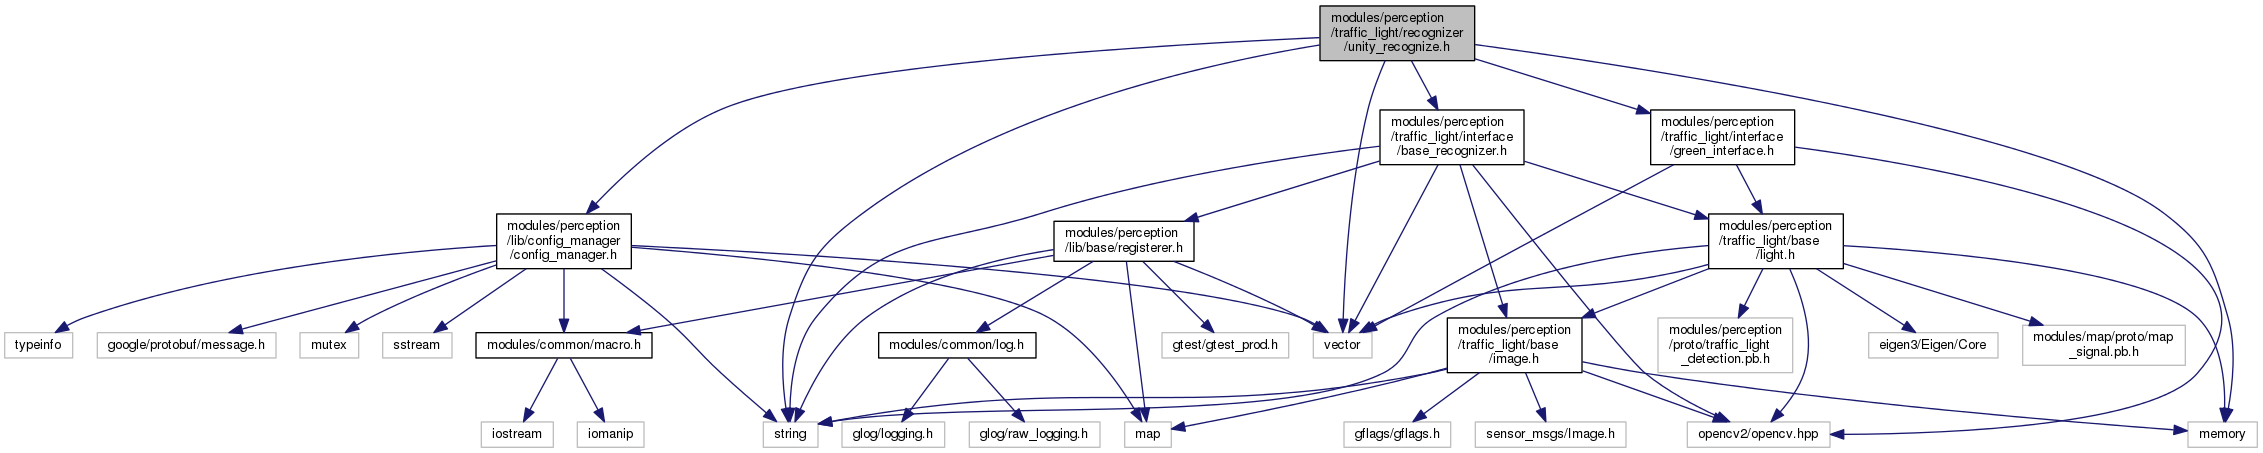 modules/perception
/traffic_light/recognizer
/unity_recognize.h
modules/perception
/traffic_light/interface
/base_recognizer.h
modules/perception
/traffic_light/interface
/green_interface.h
modules/perception
/lib/config_manager
/config_manager.h
modules/perception
/lib/base/registerer.h
modules/perception
/traffic_light/base
/light.h
typeinfo
google/protobuf/message.h
mutex
sstream
modules/common/macro.h
modules/common/log.h
gtest/gtest_prod.h
vector
modules/perception
/traffic_light/base
/image.h
modules/perception
/proto/traffic_light
_detection.pb.h
eigen3/Eigen/Core
modules/map/proto/map
_signal.pb.h
iostream
iomanip
string
glog/logging.h
glog/raw_logging.h
map
gflags/gflags.h
sensor_msgs/Image.h
opencv2/opencv.hpp
memory